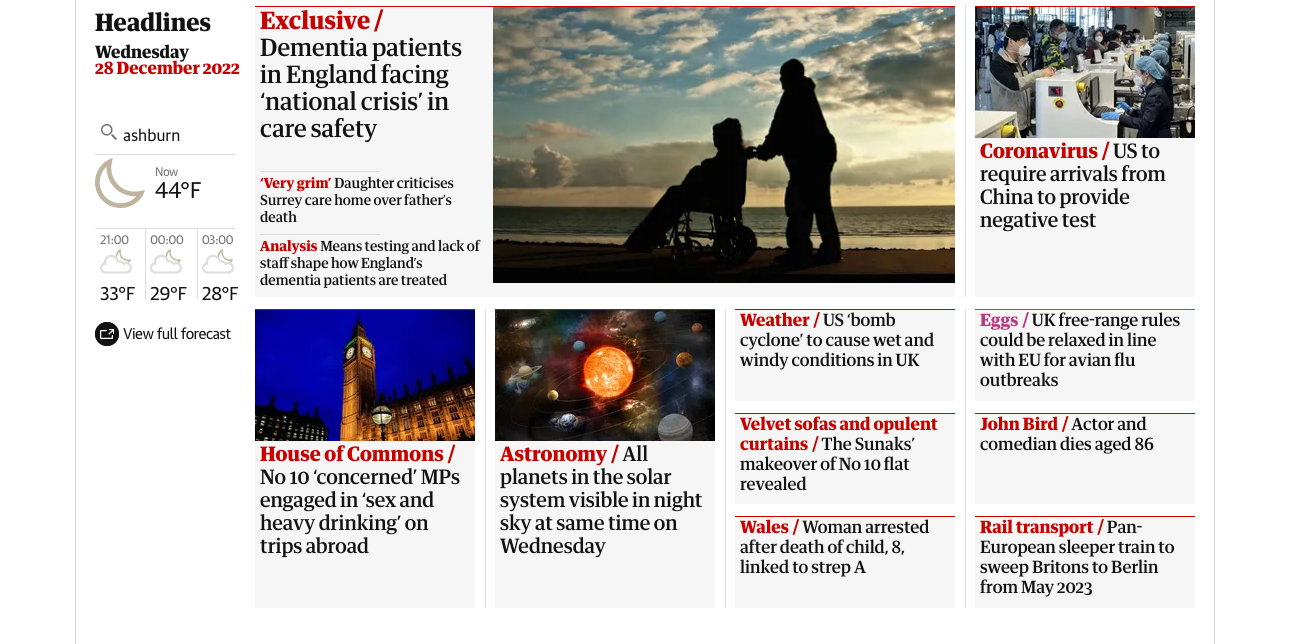 Headlines
Wednesday
28 December 2022
ashburn
Now
44°F
21:00
00:00
03:00
33°F
29°F
28°F
View full forecast
Exclusive /
Dementia patients
in England facing
‘national crisis’ in
care safety
‘Very grim’ Daughter criticises
Surrey care home over father’s
death
Analysis Means testing and lack of
staff shape how England’s
dementia patients are treated
Coronavirus / US to
require arrivals from
China to provide
negative test
House of Commons /
No 10 ‘concerned’ MPs
engaged in ‘sex and
heavy drinking’ on
trips abroad
Astronomy / All
planets in the solar
system visible in night
sky at same time on
Wednesday
Weather / US ‘bomb
cyclone’ to cause wet and
windy conditions in UK
Velvet sofas and opulent
curtains / The Sunaks’
makeover of No 10 flat
revealed
Wales / Woman arrested
after death of child, 8,
linked to strep A
Eggs / UK free-range rules
could be relaxed in line
with EU for avian flu
outbreaks
John Bird / Actor and
comedian dies aged 86
Rail transport / Pan-
European sleeper train to
sweep Britons to Berlin
from May 2023